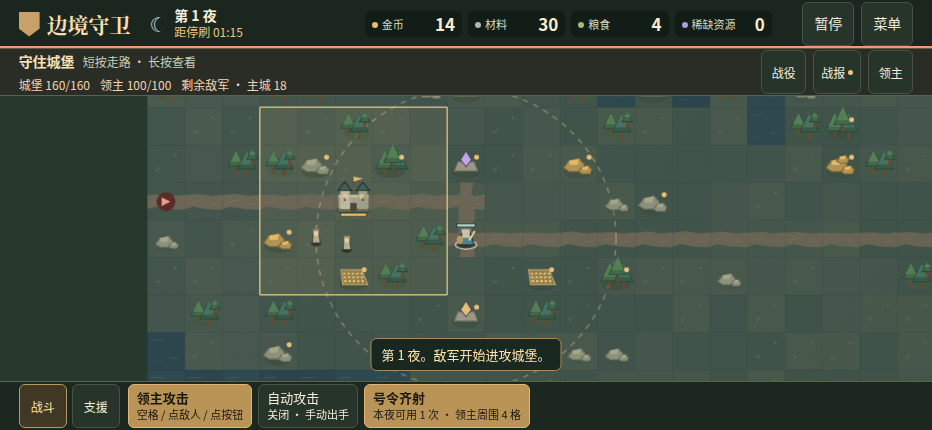 边境守卫
第 1 夜
距停刷 01:15
金币 14
材料 30
粮食 4
稀缺资源 0
暂停
菜单
守住城堡 短按走路 · 长按查看
城堡 160/160 领主 100/100 剩余敌军 · 主城 18
战役
战报
领主
第 1 夜。敌军开始进攻城堡。
战斗
支援
领主攻击
空格 / 点敌人 / 点按钮
自动攻击
关闭 · 手动出手
号令齐射
本夜可用 1 次 · 领主周围 4 格